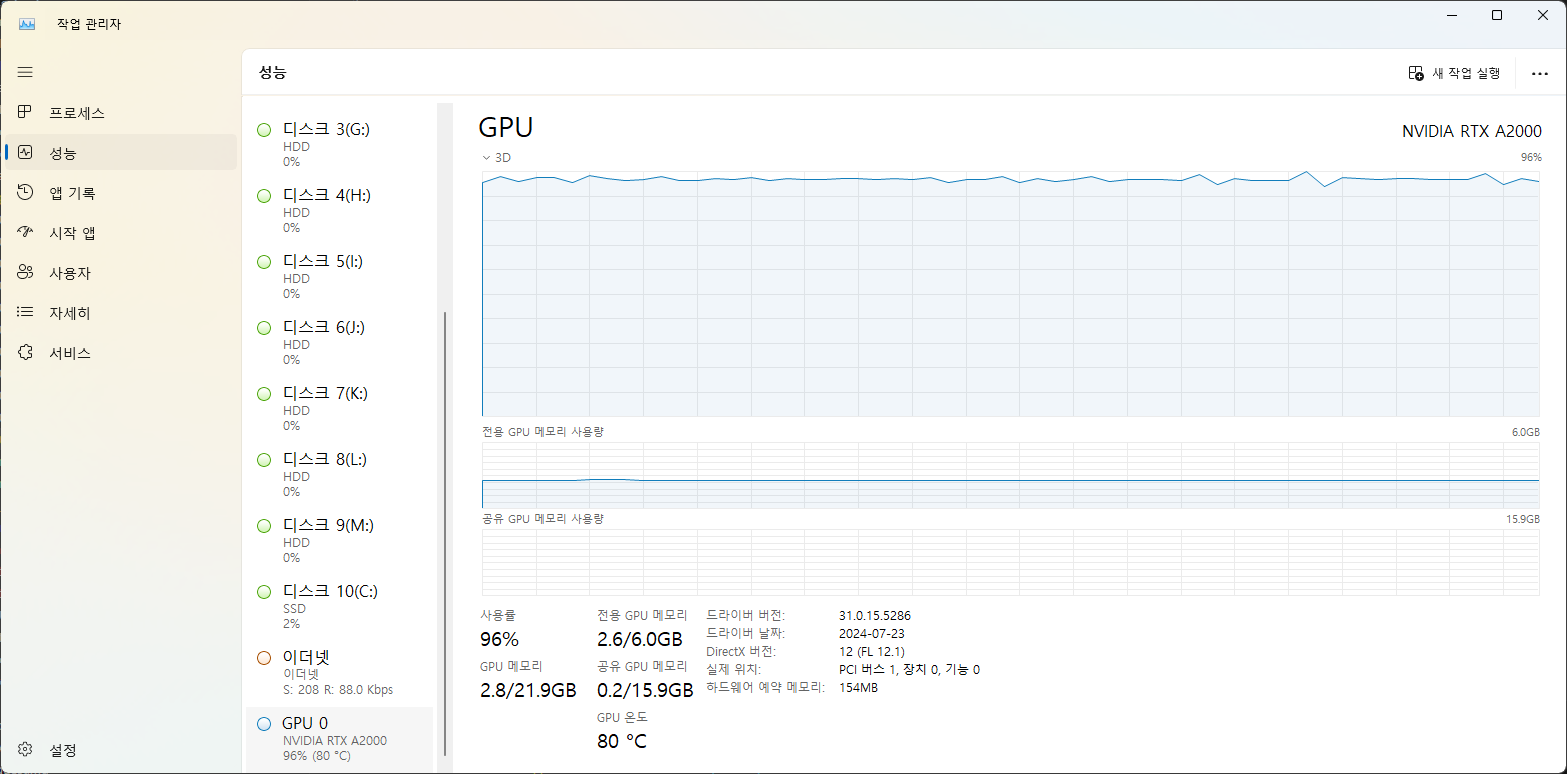 작업 관리자
성능
새 작업 실행
프로세스
성능
앱 기록
시작 앱
사용자
자세히
서비스
설정
디스크 3(G:)
HDD
0%
디스크 4(H:)
HDD
0%
디스크 5(I:)
HDD
0%
디스크 6(J:)
HDD
0%
디스크 7(K:)
HDD
0%
디스크 8(L:)
HDD
0%
디스크 9(M:)
HDD
0%
디스크 10(C:)
SSD
2%
이더넷
이더넷
S: 208 R: 88.0 Kbps
GPU 0
NVIDIA RTX A2000
96% (80 °C)
GPU
NVIDIA RTX A2000
3D
96%
전용 GPU 메모리 사용량
6.0GB
공유 GPU 메모리 사용량
15.9GB
사용률
96%
GPU 메모리
2.8/21.9GB
전용 GPU 메모리
2.6/6.0GB
공유 GPU 메모리
0.2/15.9GB
GPU 온도
80 °C
드라이버 버전: 31.0.15.5286
드라이버 날짜: 2024-07-23
DirectX 버전: 12 (FL 12.1)
실제 위치: PCI 버스 1, 장치 0, 기능 0
하드웨어 예약 메모리: 154MB